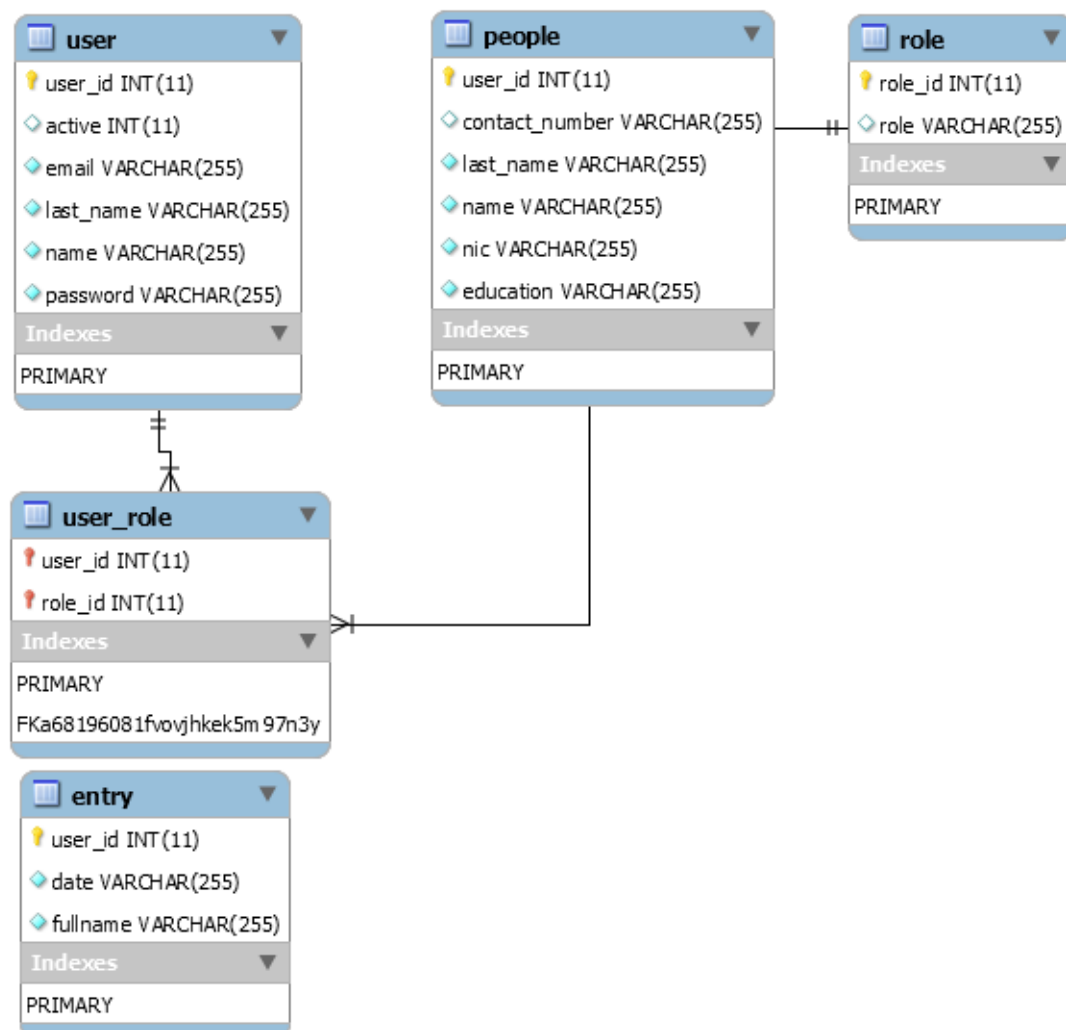 user
user_id INT(11)
active INT(11)
email VARCHAR(255)
last_name VARCHAR(255)
name VARCHAR(255)
password VARCHAR(255)
Indexes
PRIMARY
people
user_id INT(11)
contact_number VARCHAR(255)
last_name VARCHAR(255)
name VARCHAR(255)
nic VARCHAR(255)
education VARCHAR(255)
Indexes
PRIMARY
role
role_id INT(11)
role VARCHAR(255)
Indexes
PRIMARY
user_role
user_id INT(11)
role_id INT(11)
Indexes
PRIMARY
FKa68196081fvovjhkek5m97n3y
entry
user_id INT(11)
date VARCHAR(255)
fullname VARCHAR(255)
Indexes
PRIMARY